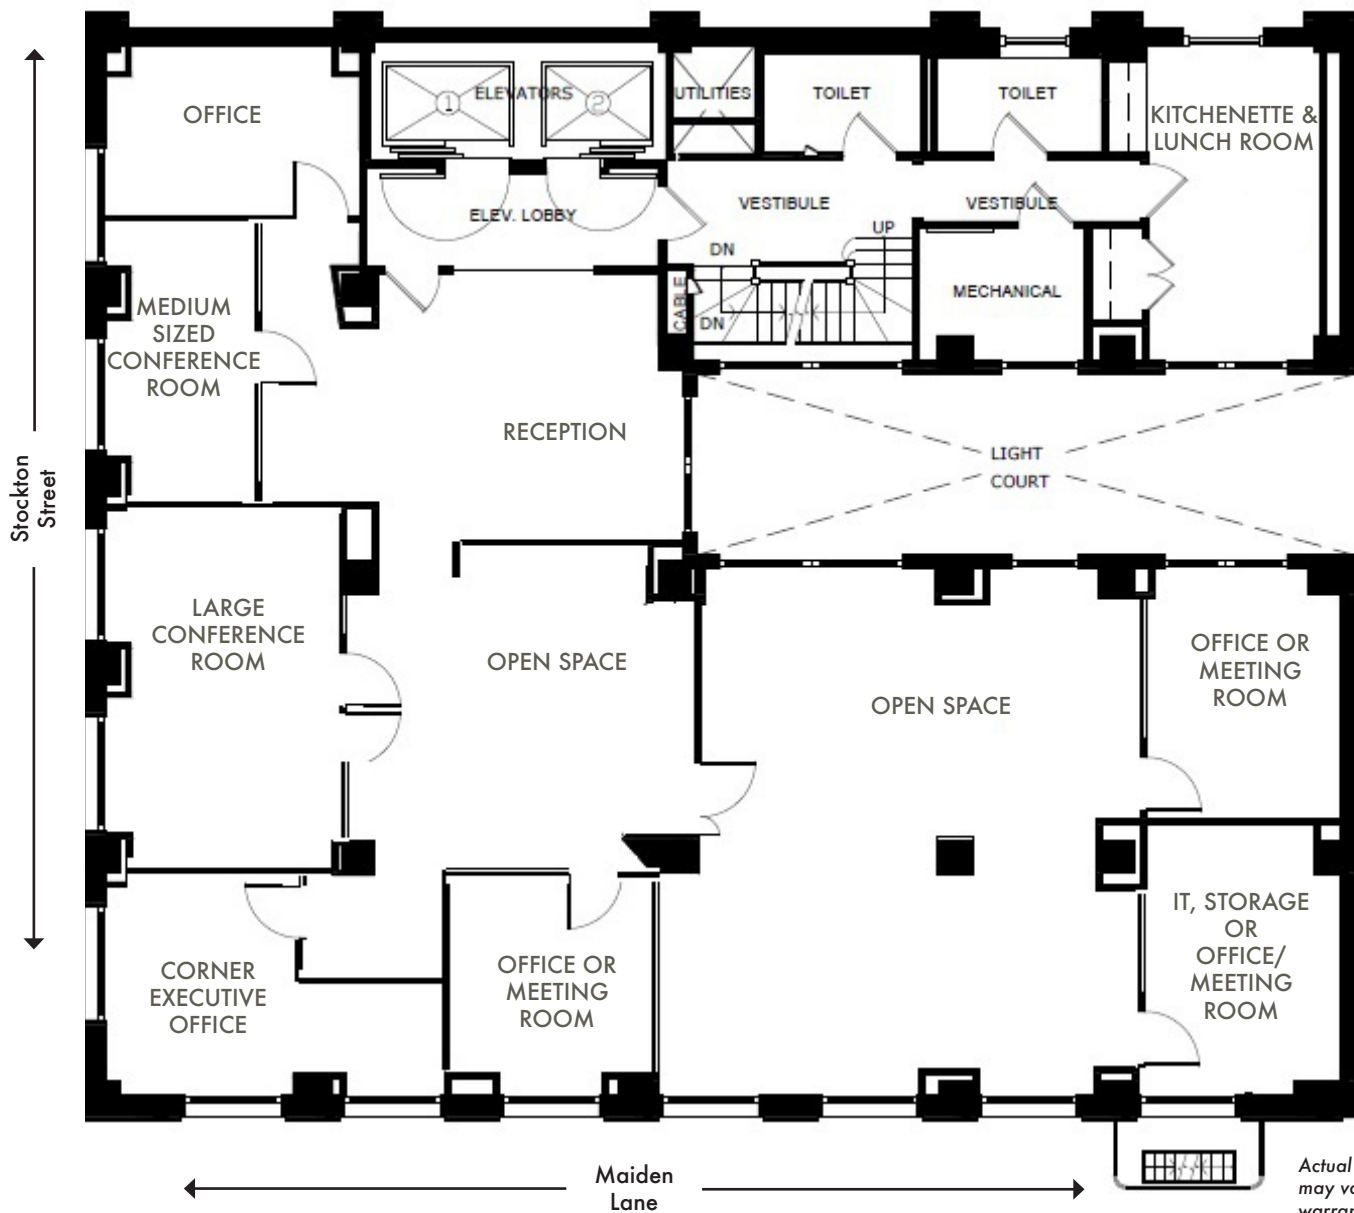 OFFICE
1
ELEVATORS
2
UTILITIES
TOILET
TOILET
KITCHENETTE &
LUNCH ROOM
ELEV. LOBBY
VESTIBULE
VESTIBULE
DN
UP
CABLE
DN
MECHANICAL
MEDIUM
SIZED
CONFERENCE
ROOM
RECEPTION
LIGHT
COURT
Stockton
Street
LARGE
CONFERENCE
ROOM
OPEN SPACE
OPEN SPACE
OFFICE OR
MEETING
ROOM
CORNER
EXECUTIVE
OFFICE
OFFICE OR
MEETING
ROOM
IT, STORAGE
OR
OFFICE/
MEETING
ROOM
Maiden
Lane
Actual
may